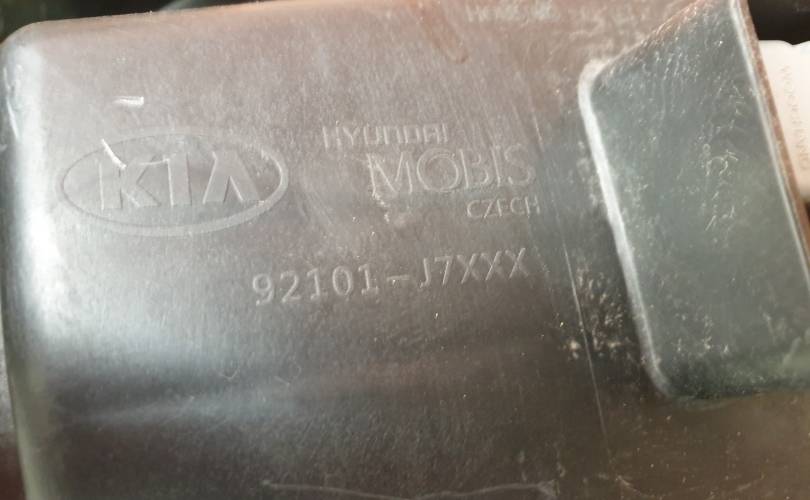 KIA
HYUNDAI
MOBIS
CZECH
92101-J7XXX